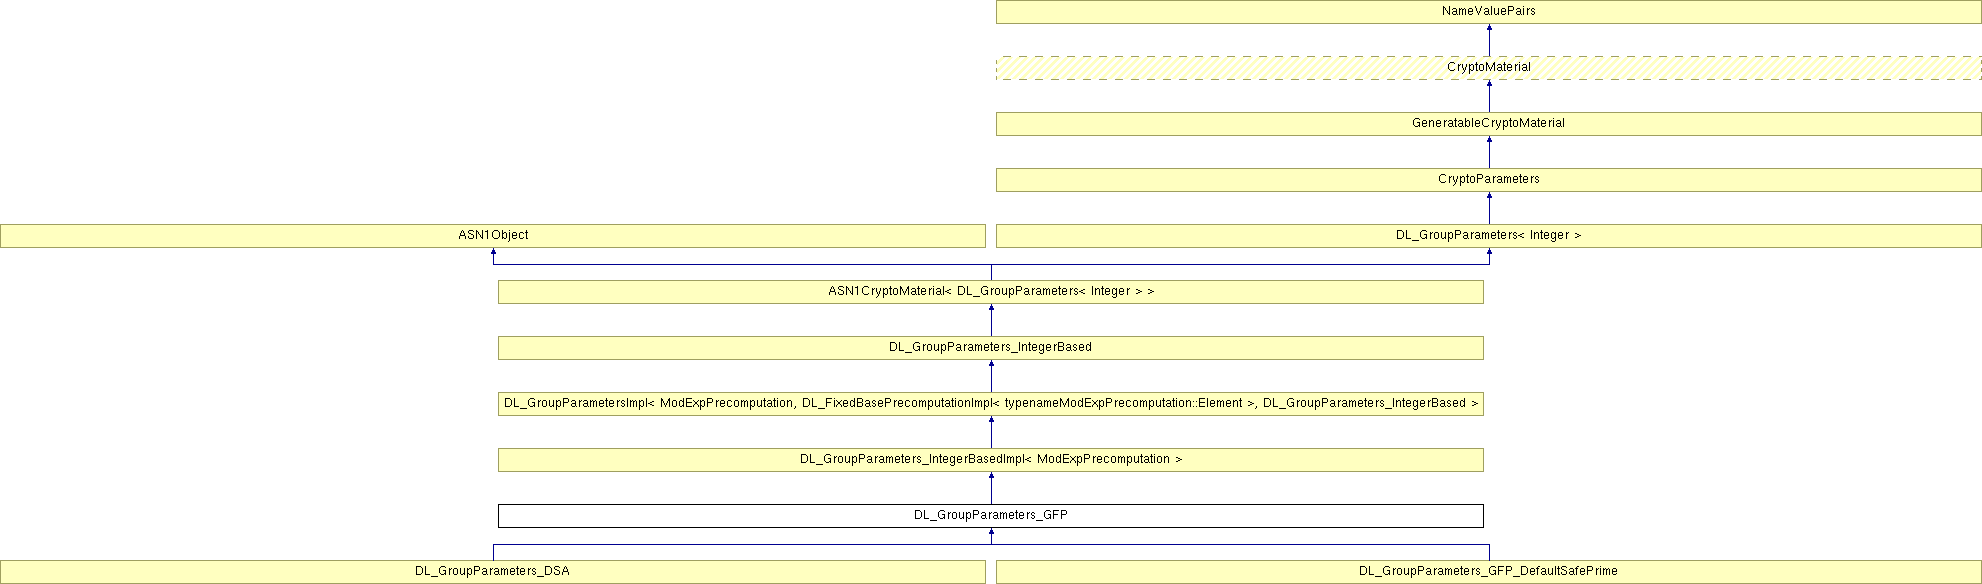 NameValuePairs
CryptoMaterial
GeneratableCryptoMaterial
CryptoParameters
ASN1Object
DL_GroupParameters< Integer >
ASN1CryptoMaterial< DL_GroupParameters< Integer > >
DL_GroupParameters_IntegerBased
DL_GroupParametersImpl< ModExpPrecomputation, DL_FixedBasePrecomputationImpl< typenameModExpPrecomputation::Element >, DL_GroupParameters_IntegerBased >
DL_GroupParameters_IntegerBasedImpl< ModExpPrecomputation >
DL_GroupParameters_GFP
DL_GroupParameters_DSA
DL_GroupParameters_GFP_DefaultSafePrime